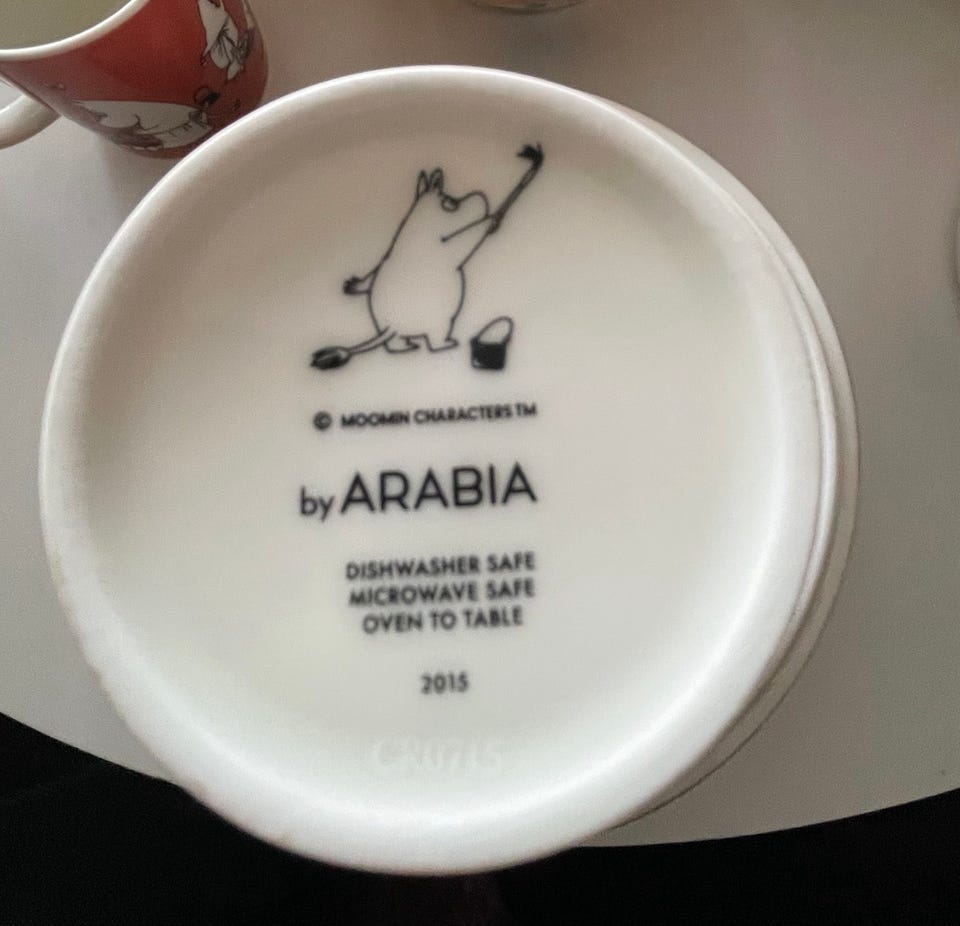 © MOOMIN CHARACTERS TM
by ARABIA
DISHWASHER SAFE
MICROWAVE SAFE
OVEN TO TABLE
2015